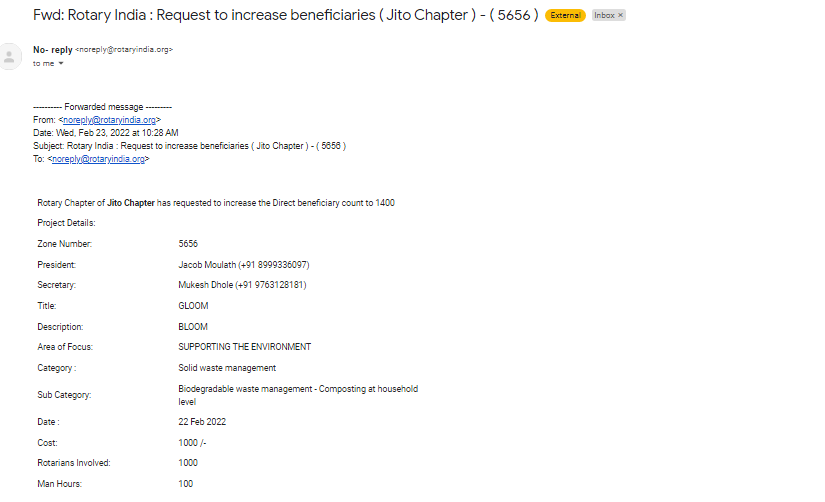 Fwd: Rotary India : Request to increase beneficiaries ( Jito Chapter ) - ( 5656 ) External Inbox ×
No- reply <noreply@rotaryindia.org>
to me
---------- Forwarded message ---------
From: <noreply@rotaryindia.org>
Date: Wed, Feb 23, 2022 at 10:28 AM
Subject: Rotary India : Request to increase beneficiaries ( Jito Chapter ) - ( 5656 )
To: <noreply@rotaryindia.org>
Rotary Chapter of Jito Chapter has requested to increase the Direct beneficiary count to 1400
Project Details:
Zone Number: 5656
President: Jacob Moulath (+91 8999336097)
Secretary: Mukesh Dhole (+91 9763128181)
Title: GLOOM
Description: BLOOM
Area of Focus: SUPPORTING THE ENVIRONMENT
Category : Solid waste management
Sub Category: Biodegradable waste management - Composting at household
level
Date : 22 Feb 2022
Cost: 1000 /-
Rotarians Involved: 1000
Man Hours: 100